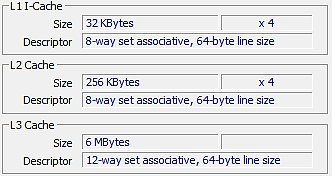 L1 I-Cache
Size 32 KBytes x 4
Descriptor 8-way set associative, 64-byte line size
L2 Cache
Size 256 KBytes x 4
Descriptor 8-way set associative, 64-byte line size
L3 Cache
Size 6 MBytes
Descriptor 12-way set associative, 64-byte line size